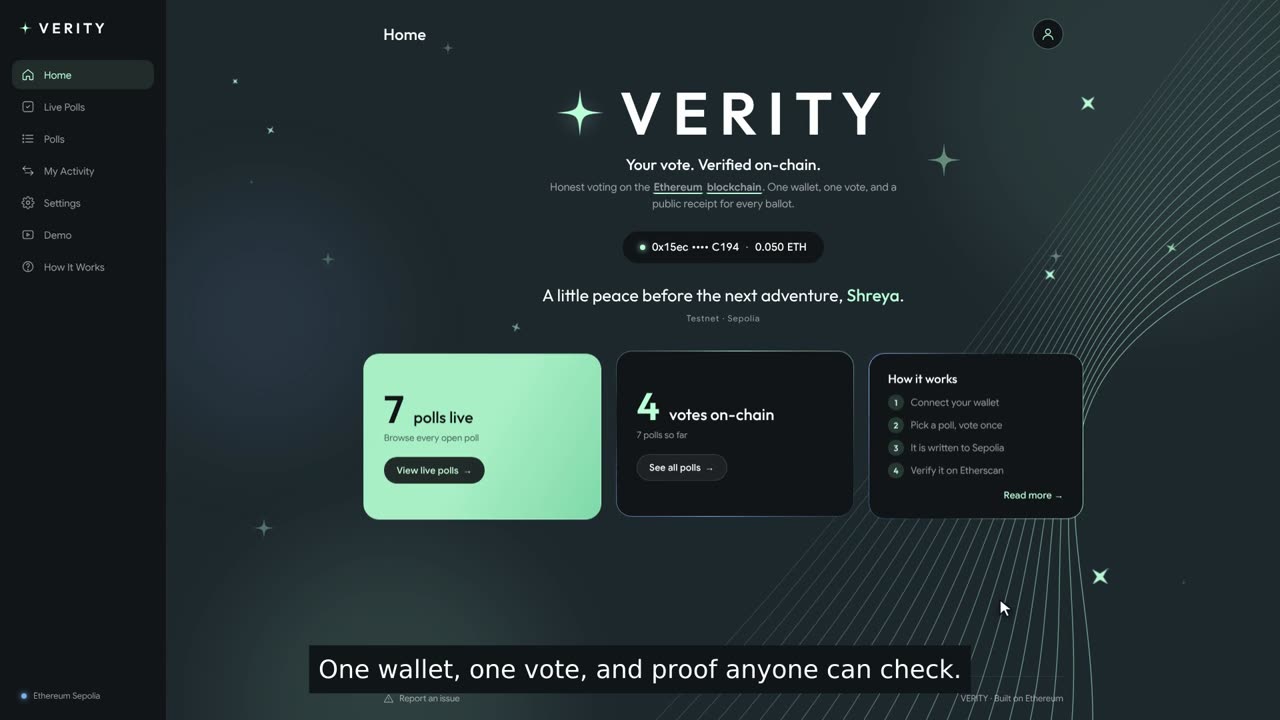 VERITY
Home
Live Polls
Polls
My Activity
Settings
Demo
How It Works
Ethereum Sepolia
Home
VERITY
Your vote. Verified on-chain.
Honest voting on the Ethereum blockchain. One wallet, one vote, and a
public receipt for every ballot.
0x15ec •••• C194 · 0.050 ETH
A little peace before the next adventure, Shreya.
Testnet · Sepolia
7 polls live
Browse every open poll
View live polls →
4 votes on-chain
7 polls so far
See all polls →
How it works
1 Connect your wallet
2 Pick a poll, vote once
3 It is written to Sepolia
4 Verify it on Etherscan
Read more →
One wallet, one vote, and proof anyone can check.
Report an issue
VERITY · Built on Ethereum